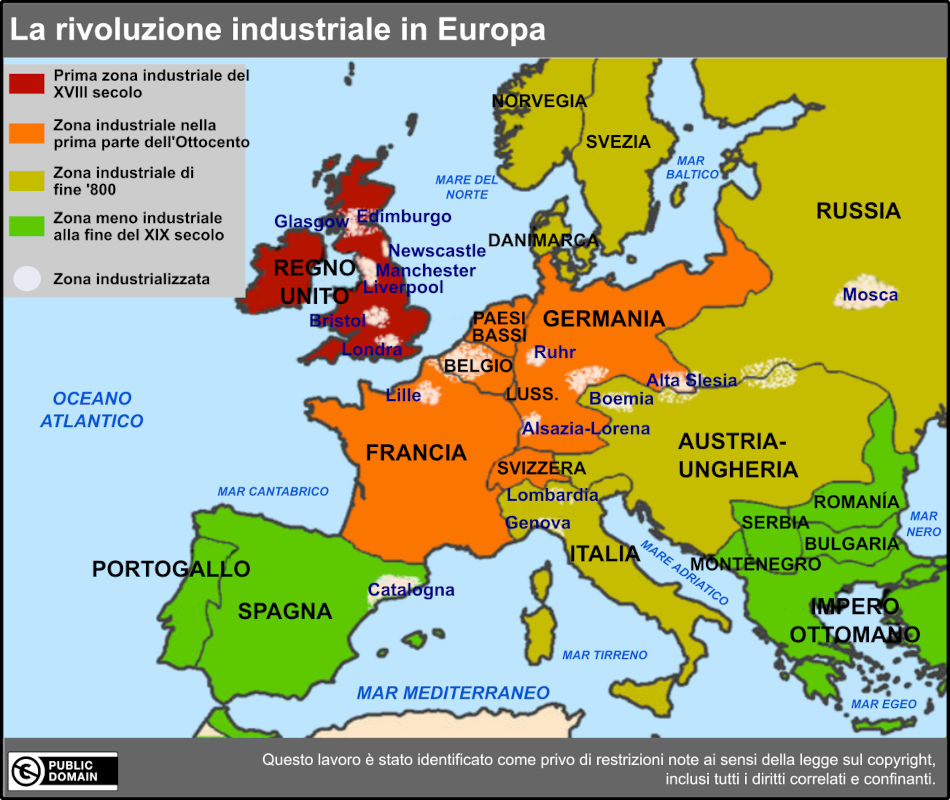 La rivoluzione industriale in Europa
Prima zona industriale del
XVIII secolo
Zona industriale nella
prima parte dell'Ottocento
Zona industriale di
fine '800
Zona meno industriale
alla fine del XIX secolo
Zona industrializzata
NORVEGIA
SVEZIA
MAR
BALTICO
MARE DEL
NORTE
RUSSIA
Glasgow
Edimburgo
DANIMARCA
Newscastle
REGNO
UNITO
Manchester
Liverpool
Mosca
Bristol
PAESI
BASSI
GERMANIA
Londra
Ruhr
BELGIO
Alta Slesia
Lille
LUSS.
Boemia
OCEANO
ATLANTICO
Alsazia-Lorena
FRANCIA
AUSTRIA-
UNGHERIA
SVIZZERA
MAR CANTABRICO
Lombardia
ROMANÍA
Genova
SERBIA
MAR
NERO
BULGARIA
ITALIA
MARE ADRIATICO
MONTENEGRO
PORTOGALLO
Catalogna
SPAGNA
IMPERO
OTTOMANO
MAR TIRRENO
MAR MEDITERRANEO
MAR EGEO
PUBLIC
DOMAIN
Questo lavoro è stato identificato come privo di restrizioni note ai sensi della legge sul copyright,
inclusi tutti i diritti correlati e confinanti.